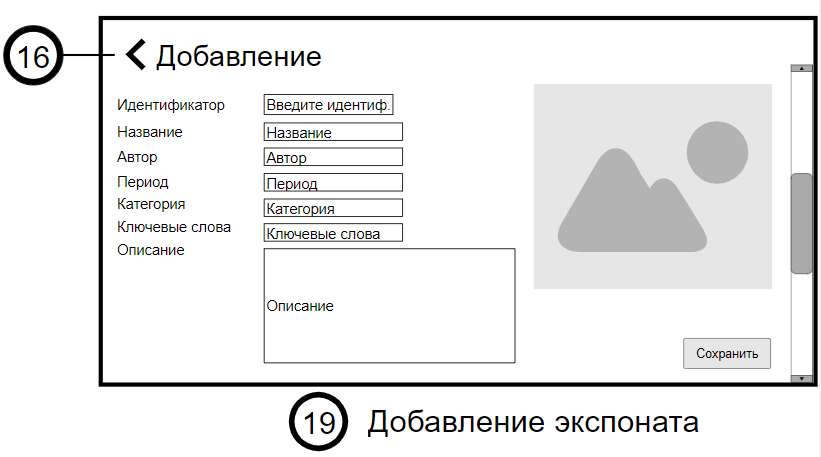 16
Добавление
Идентификатор Введите идентиф.
Название Название
Автор Автор
Период Период
Категория Категория
Ключевые слова Ключевые слова
Описание
Описание
Сохранить
19 Добавление экспоната